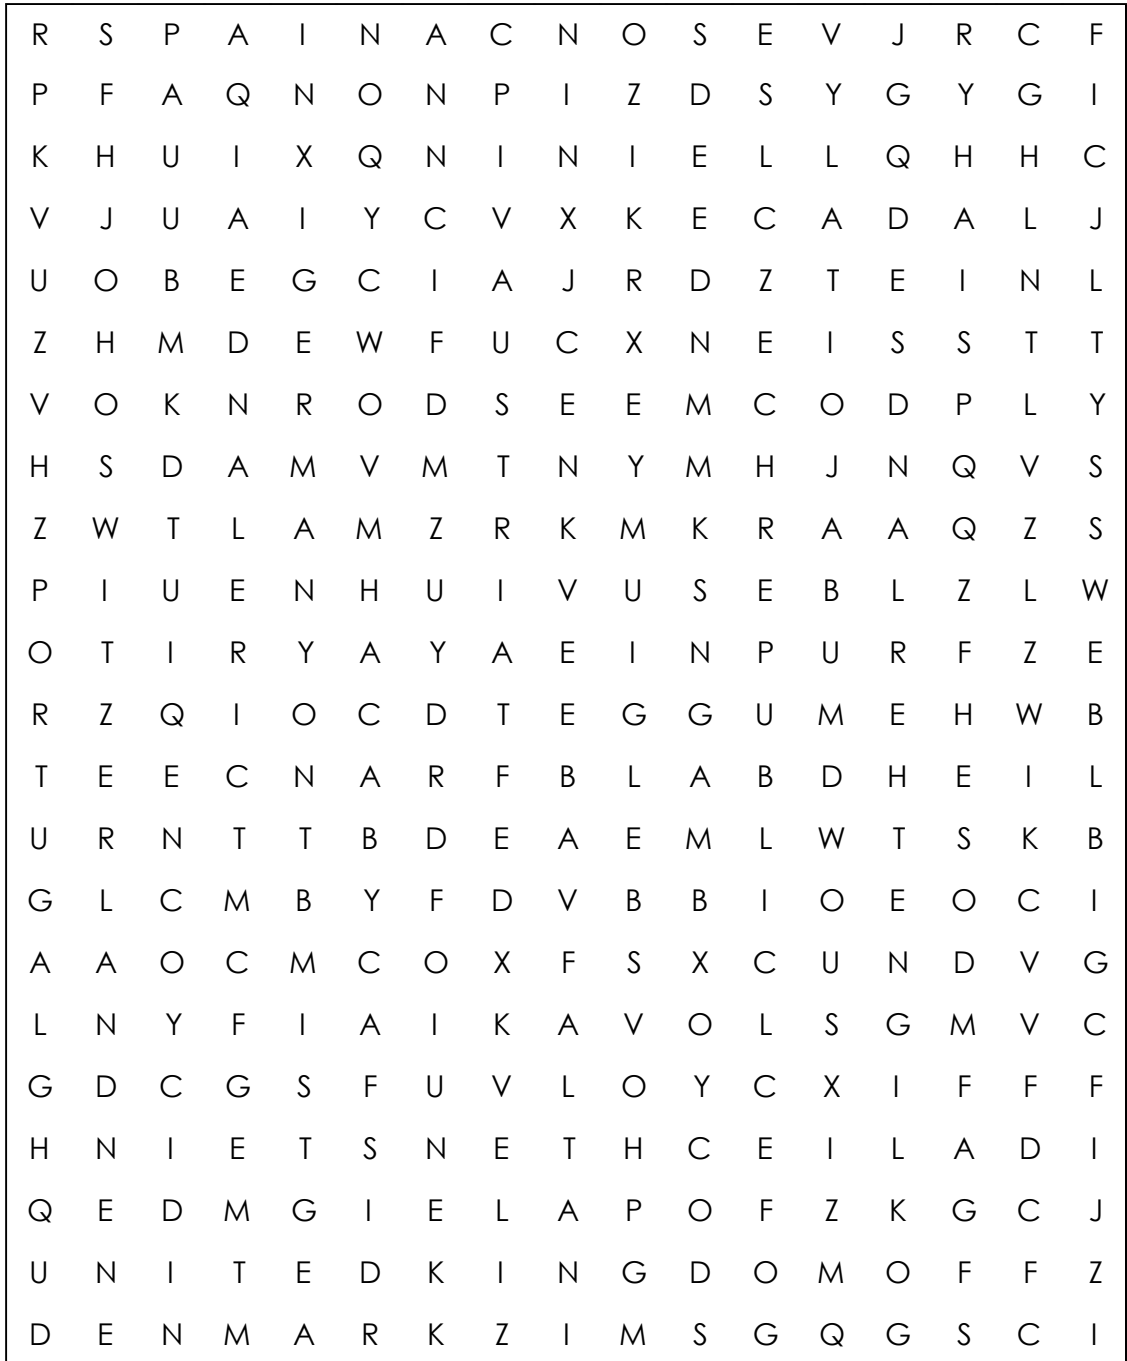 R S P A I N A C N O S E V J R C F
P F A Q N O N P I Z D S Y G Y G I
K H U I X Q N I N I E L L Q H H C
V J U A I Y C V X K E C A D A L J
U O B E G C I A J R D Z T E I N L
Z H M D E W F U C X N E I S S T T
V O K N R O D S E E M C O D P L Y
H S D A M V M T N Y M H J N Q V S
Z W T L A M Z R K M K R A A Q Z S
P I U E N H U I V U S E B L Z L W
O T I R Y A Y A E I N P U R F Z E
R Z Q I O C D T E G G U M E H W B
T E E C N A R F B L A B D H E I L
U R N T T B D E A E M L W T S K B
G L C M B Y F D V B B I O E O C I
A A O C M C O X F S X C U N D V G
L N Y F I A I K A V O L S G M V C
G D C G S F U V L O Y C X I F F F
H N I E T S N E T H C E I L A D I
Q E D M G I E L A P O F Z K G C J
U N I T E D K I N G D O M O F F Z
D E N M A R K Z I M S G Q G S C I